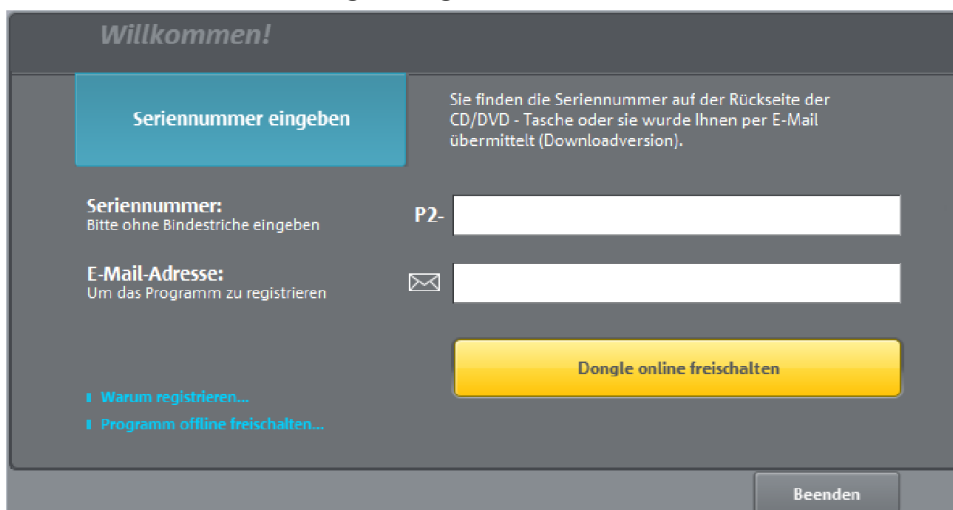 Willkommen!
Seriennummer eingeben
Sie finden die Seriennummer auf der Rückseite der
CD/DVD - Tasche oder sie wurde Ihnen per E-Mail
übermittelt (Downloadversion).
Seriennummer:
Bitte ohne Bindestriche eingeben
P2-
E-Mail-Adresse:
Um das Programm zu registrieren
Dongle online freischalten
Warum registrieren...
Programm offline freischalten...
Beenden